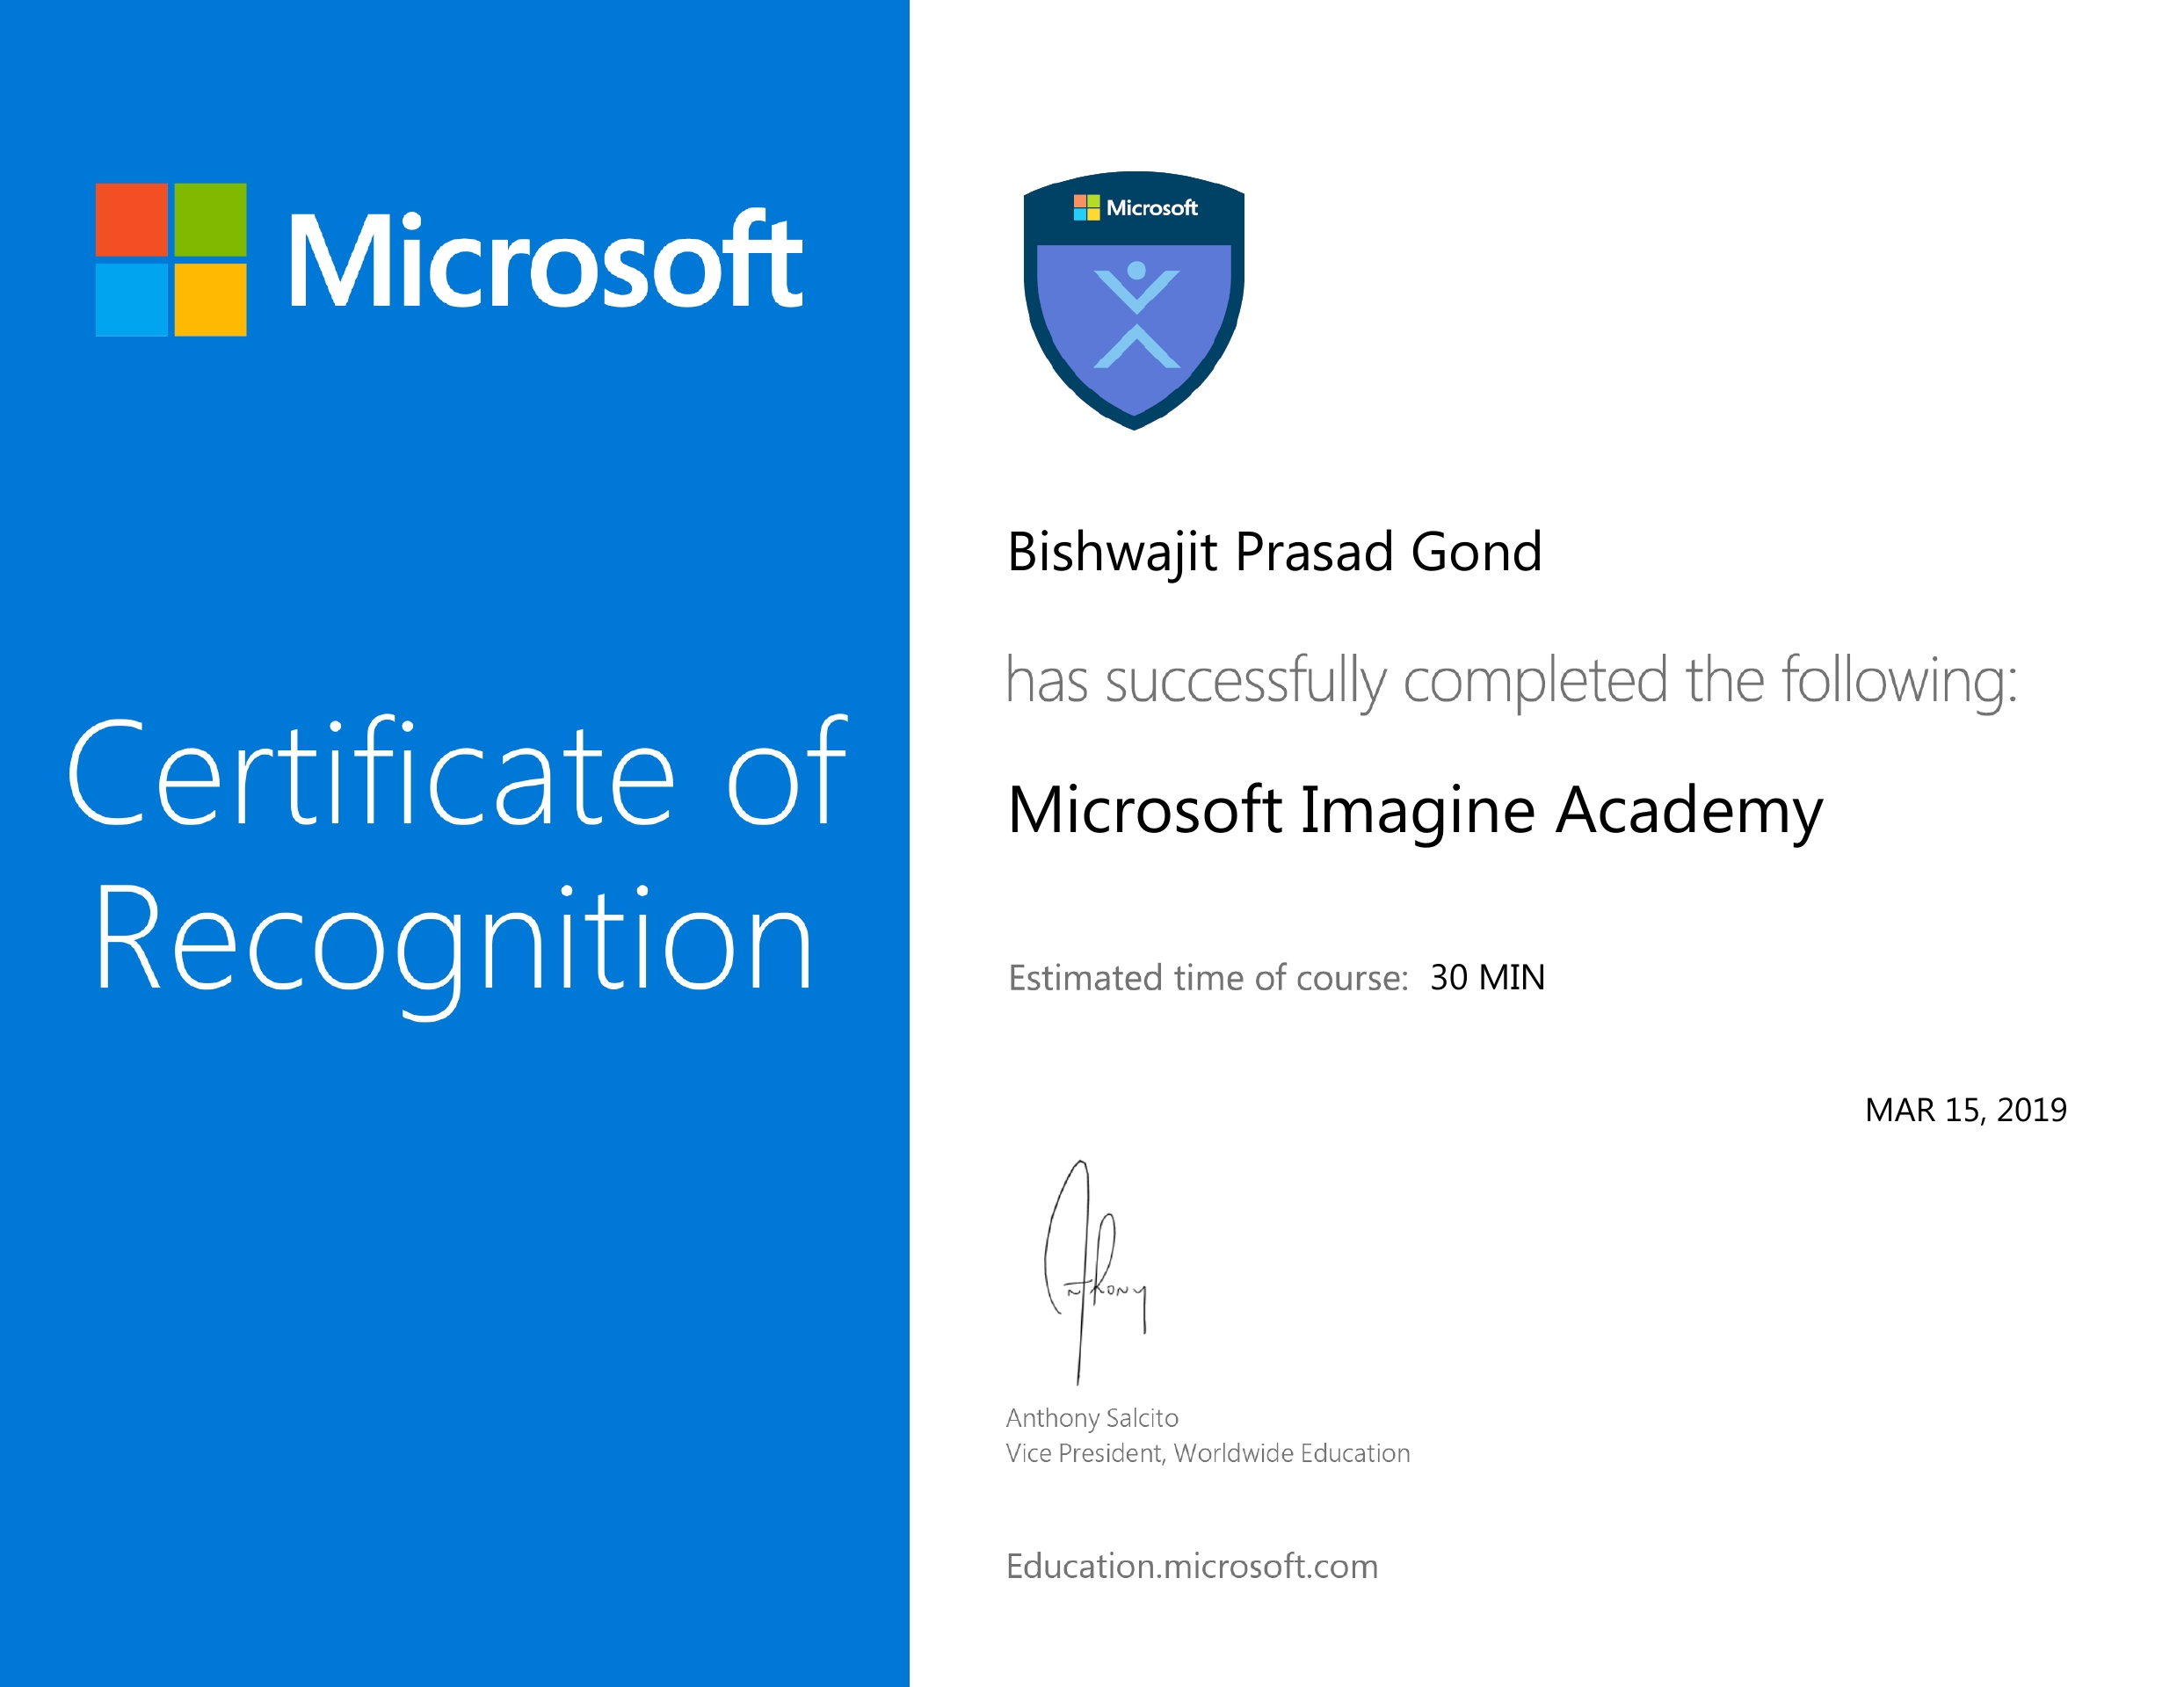 Microsoft
Certificate of
Recognition
Microsoft
Bishwajit Prasad Gond
has successfully completed the following:
Microsoft Imagine Academy
Estimated time of course: 30 MIN
MAR 15, 2019
Anthony
Anthony Salcito
Vice President, Worldwide Education
Education.microsoft.com